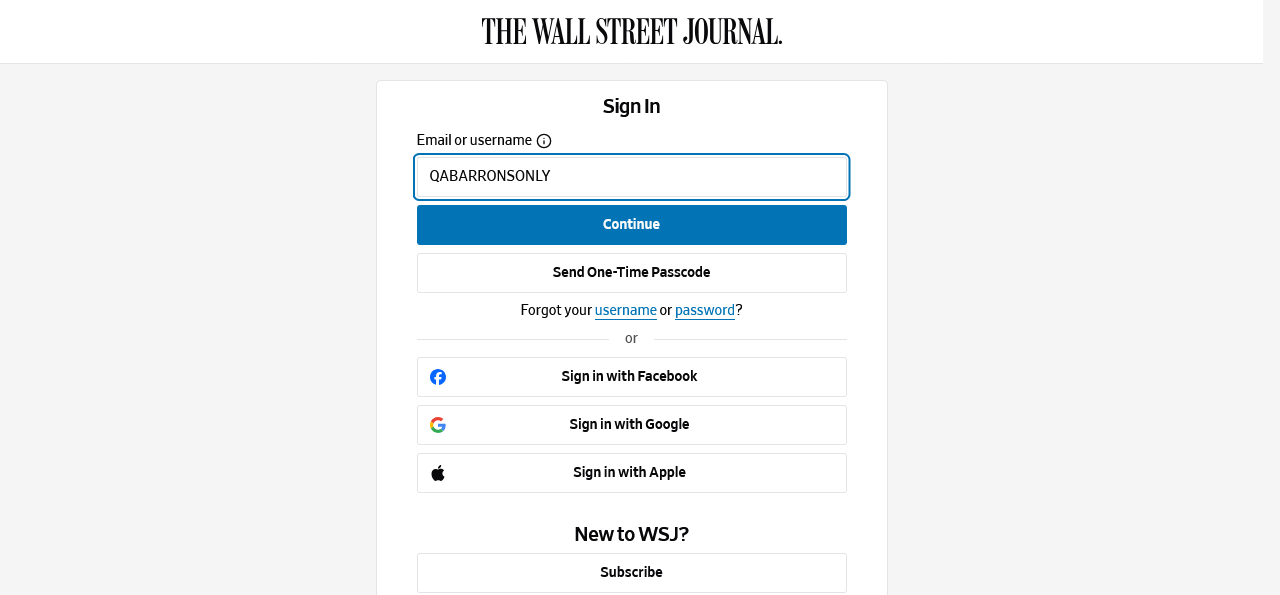 THE WALL STREET JOURNAL.
Sign In
Email or username
QABARRONSONLY
Continue
Send One-Time Passcode
Forgot your username or password?
or
Sign in with Facebook
Sign in with Google
Sign in with Apple
New to WSJ?
Subscribe